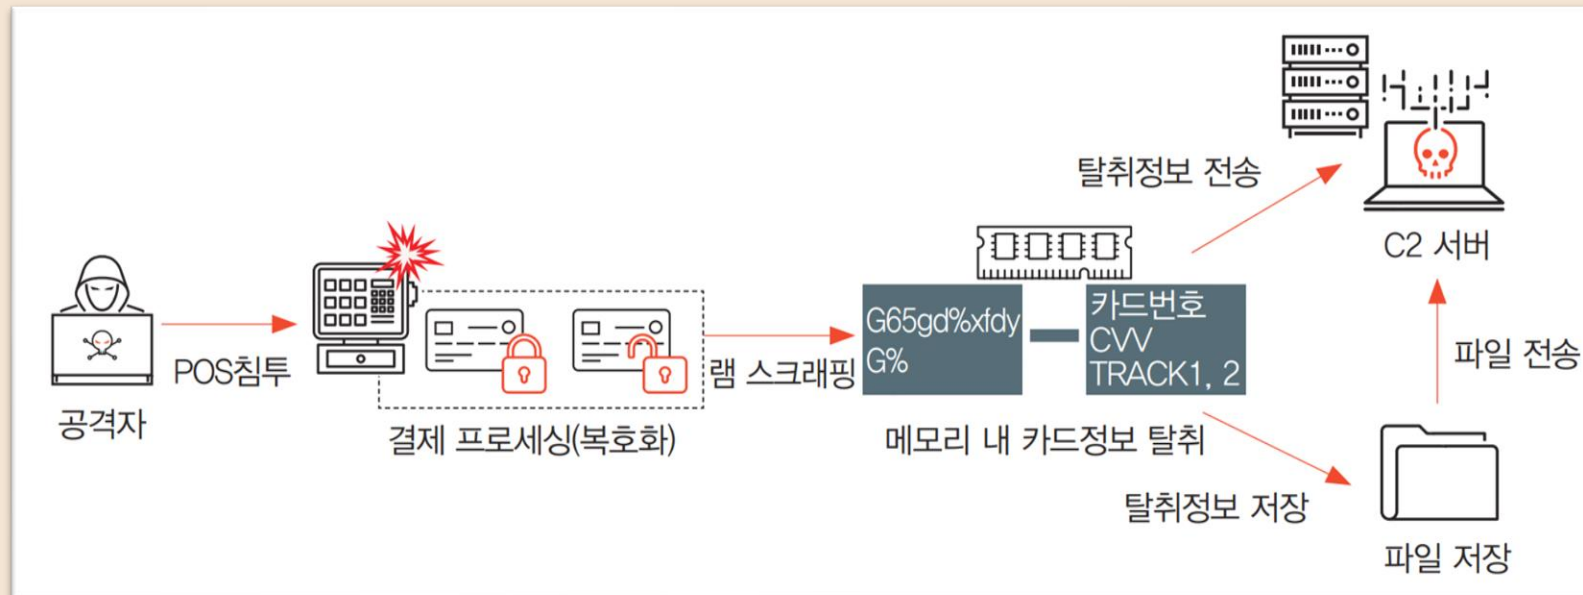 공격자
POS침투
결제 프로세싱(복호화)
램 스크래핑
G65gd%xfdy
G%
카드번호
CVV
TRACK1, 2
메모리 내 카드정보 탈취
탈취정보 전송
C2 서버
탈취정보 저장
파일 저장
파일 전송